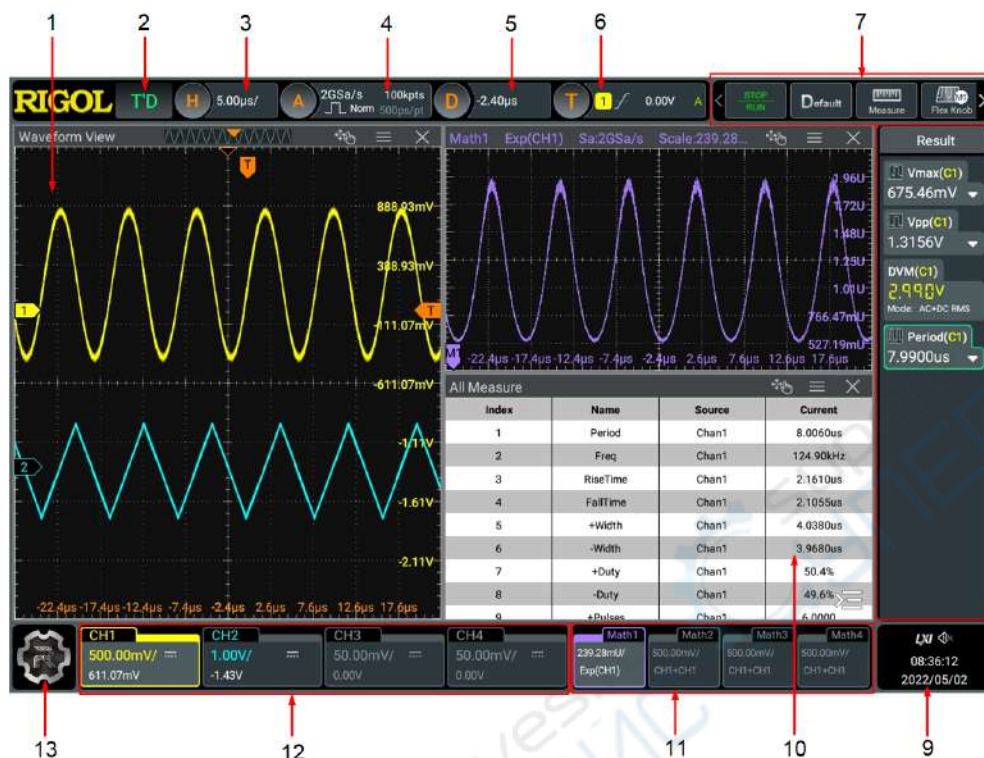 1 2 3 4 5 6 7
RIGOL T'D H 5.00µs/ A 2GSa/s 100kpts D -2.40µs T 1 0.00V A < STOP Default Measure Flex Knob >
Norm 500ps/pt RUN
Waveform View
T
888.93mV
388.93mV
1 T
-111.07mV
-611.07mV
-1.11V
2
-1.61V
-2.11V
-22.4µs -17.4µs -12.4µs -7.4µs -2.4µs 2.6µs 7.6µs 12.6µs 17.6µs
Math1 Exp(CH1) Sa:2GSa/s Scale:239.28...
1.96U
1.72U
1.48U
1.25U
1.01U
766.47mU
527.19mU
M1 -22.4µs -17.4µs -12.4µs -7.4µs -2.4µs 2.6µs 7.6µs 12.6µs 17.6µs
All Measure
Index Name Source Current
1 Period Chan1 8.0060us
2 Freq Chan1 124.90kHz
3 RiseTime Chan1 2.1610us
4 FallTime Chan1 2.1055us
5 +Width Chan1 4.0380us
6 -Width Chan1 3.9680us
7 +Duty Chan1 50.4%
8 -Duty Chan1 49.6%
9 +Pulses Chan1 6.0000
Result
Vmax(C1)
675.46mV
Vpp(C1)
1.3156V
DVM(C1)
2.990V
Mode: AC+DC RMS
Period(C1)
7.9900us
CH1 CH2 CH3 CH4 Math1 Math2 Math3 Math4
500.00mV/ 1.00V/ 50.00mV/ 50.00mV/ 239.28mU/ 500.00mV/ 500.00mV/ 500.00mV/
611.07mV -1.43V 0.00V 0.00V Exp(CH1) CH1+CH1 CH1+CH1 CH1+CH1
LXI
08:36:12
2022/05/02
13 12 11 10 9